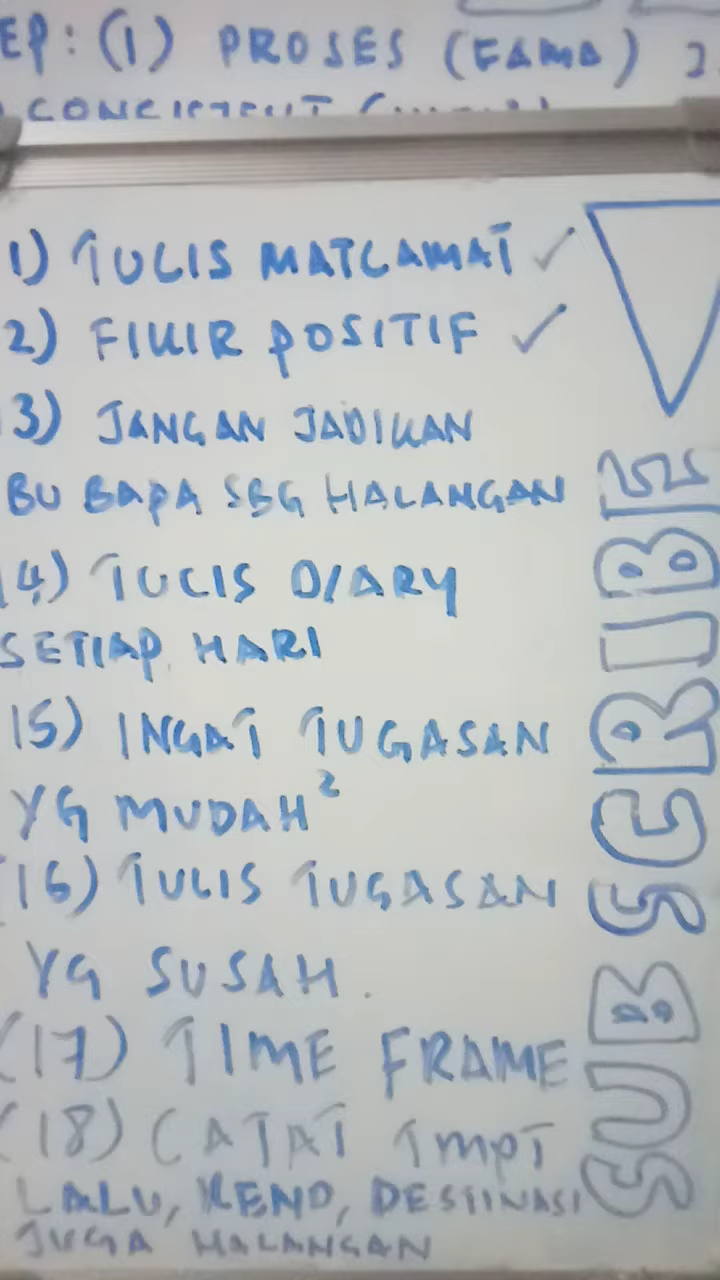 EP: (1) PROSES (FAMA) 2.
1) TULIS MATLAMAT ✓
2) FIKIR POSITIF ✓
3) JANGAN JADIKAN
BU BAPA SBG HALANGAN
14) TULIS DIARY
SETIAP HARI
15) INGAT TUGASAN
YG MUDAH²
(16) TULIS TUGASAN
YG SUSAH.
(17) TIME FRAME
(18) CATAT TMPT
LALU, KEND, DESTINASI
JUGA HALANGAN
SUBSCRIBE